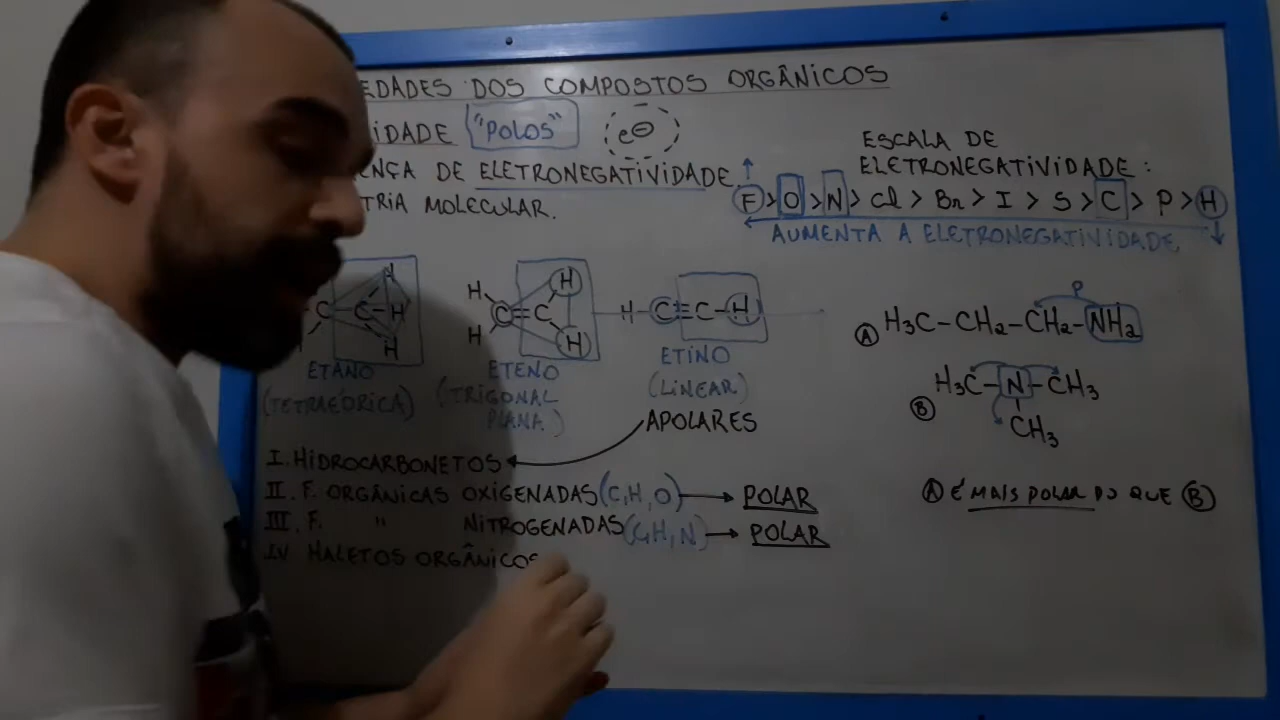 EDADES DOS COMPOSTOS ORGÂNICOS
IDADE "POLOS" e⊖
ENÇA DE ELETRONEGATIVIDADE.
TRIA MOLECULAR.
ESCALA DE
ELETRONEGATIVIDADE:
F > O > N > Cl > Br > I > S > C > P > H
AUMENTA A ELETRONEGATIVIDADE
C - C - H
H
H
ETANO
(TETRAÉDRICA)
H
H
C = C
H
H
ETENO
(TRIGONAL
PLANA)
H - C ≡ C - H
ETINO
(LINEAR)
APOLARES
I. HIDROCARBONETOS
II. F. ORGÂNICAS OXIGENADAS (C, H, O) → POLAR
III. F. " NITROGENADAS (C, H, N) → POLAR
IV HALETOS ORGÂNICOS
P
A H3C - CH2 - CH2 - NH2
B H3C - N - CH3
CH3
A É MAIS POLAR DO QUE B